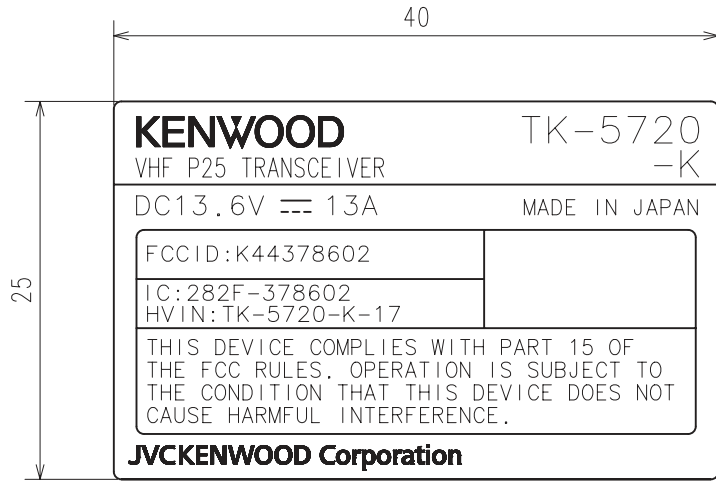 40
25
KENWOOD
TK-5720
-K
VHF P25 TRANSCEIVER
DC13.6V ⎓ 13A
MADE IN JAPAN
FCCID:K44378602
IC:282F-378602
HVIN:TK-5720-K-17
THIS DEVICE COMPLIES WITH PART 15 OF
THE FCC RULES. OPERATION IS SUBJECT TO
THE CONDITION THAT THIS DEVICE DOES NOT
CAUSE HARMFUL INTERFERENCE.
JVCKENWOOD Corporation